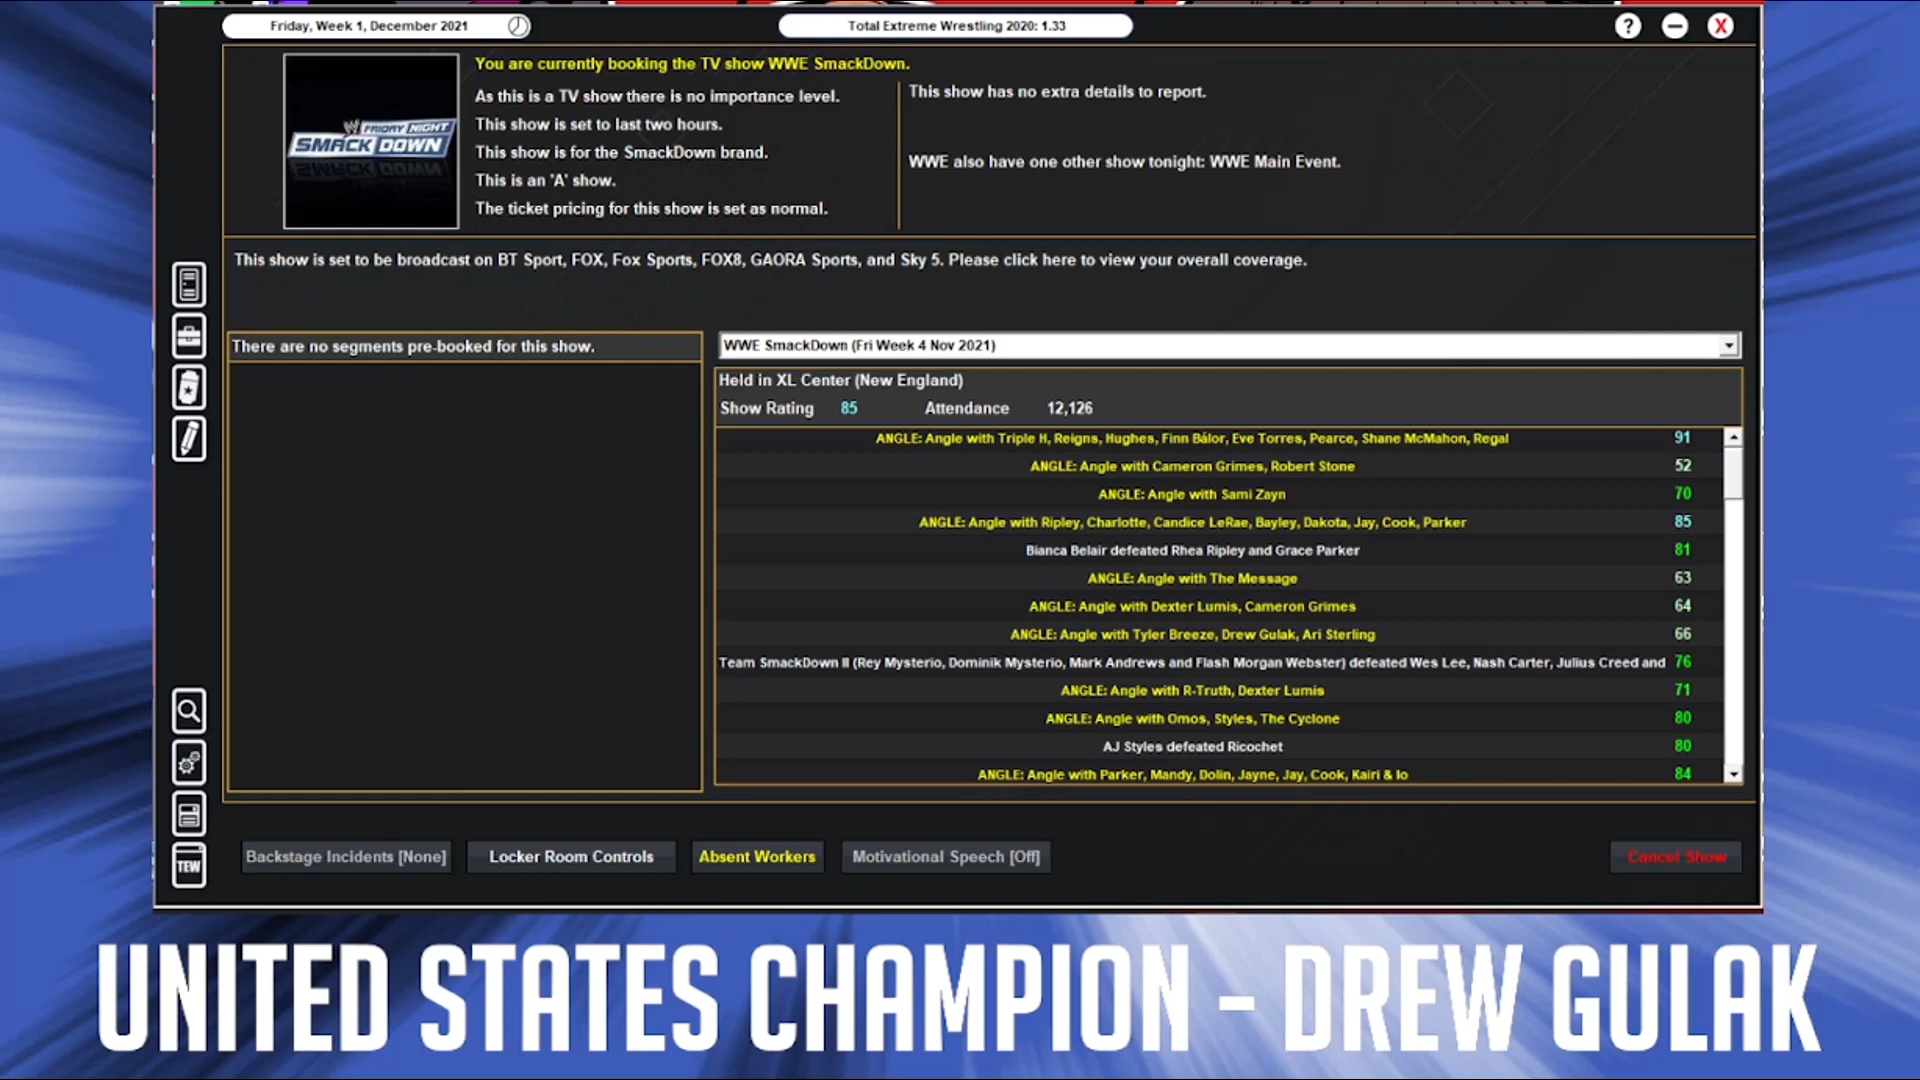 Friday, Week 1, December 2021
Total Extreme Wrestling 2020: 1.33
?
X
W FRIDAY NIGHT
SMACK DOWN
You are currently booking the TV show WWE SmackDown.
As this is a TV show there is no importance level.
This show is set to last two hours.
This show is for the SmackDown brand.
This is an 'A' show.
The ticket pricing for this show is set as normal.
This show has no extra details to report.
WWE also have one other show tonight: WWE Main Event.
This show is set to be broadcast on BT Sport, FOX, Fox Sports, FOX8, GAORA Sports, and Sky 5. Please click here to view your overall coverage.
There are no segments pre-booked for this show.
WWE SmackDown (Fri Week 4 Nov 2021)
Held in XL Center (New England)
Show Rating 85 Attendance 12,126
ANGLE: Angle with Triple H, Reigns, Hughes, Finn Bálor, Eve Torres, Pearce, Shane McMahon, Regal 91
ANGLE: Angle with Cameron Grimes, Robert Stone 52
ANGLE: Angle with Sami Zayn 70
ANGLE: Angle with Ripley, Charlotte, Candice LeRae, Bayley, Dakota, Jay, Cook, Parker 85
Bianca Belair defeated Rhea Ripley and Grace Parker 81
ANGLE: Angle with The Message 63
ANGLE: Angle with Dexter Lumis, Cameron Grimes 64
ANGLE: Angle with Tyler Breeze, Drew Gulak, Ari Sterling 66
Team SmackDown II (Rey Mysterio, Dominik Mysterio, Mark Andrews and Flash Morgan Webster) defeated Wes Lee, Nash Carter, Julius Creed and 76
ANGLE: Angle with R-Truth, Dexter Lumis 71
ANGLE: Angle with Omos, Styles, The Cyclone 80
AJ Styles defeated Ricochet 80
ANGLE: Angle with Parker, Mandy, Dolin, Jayne, Jay, Cook, Kairi & Io 84
TEW
Backstage Incidents [None]
Locker Room Controls
Absent Workers
Motivational Speech [Off]
Cancel Show
UNITED STATES CHAMPION - DREW GULAK